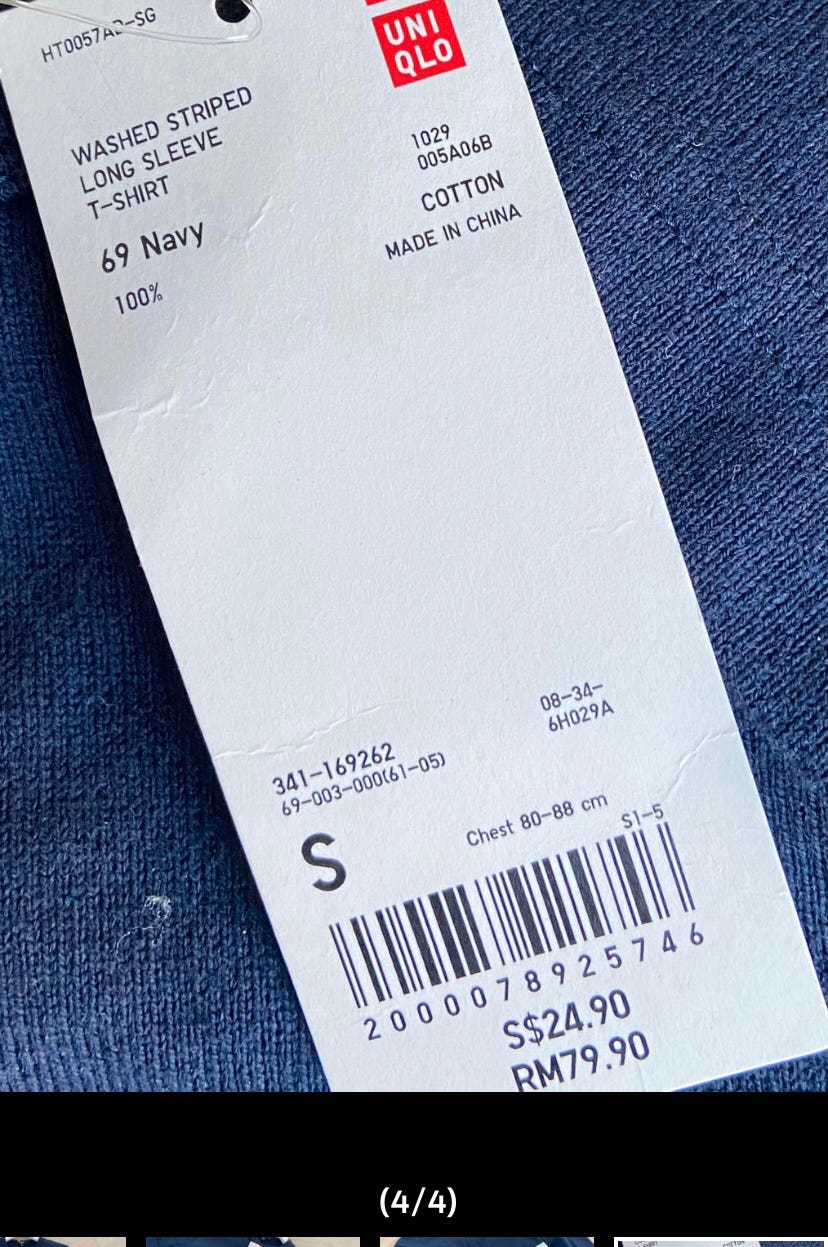 HT0057A
-SG
UNI
QLO
WASHED STRIPED
LONG SLEEVE
T-SHIRT
1029
005A06B
69 Navy
COTTON
100%
MADE IN CHINA
08-34-
6H029A
341-169262
69-003-000(61-05)
S
Chest 80-88 cm
S1-5
2000078925746
S$24.90
RM79.90
(4/4)